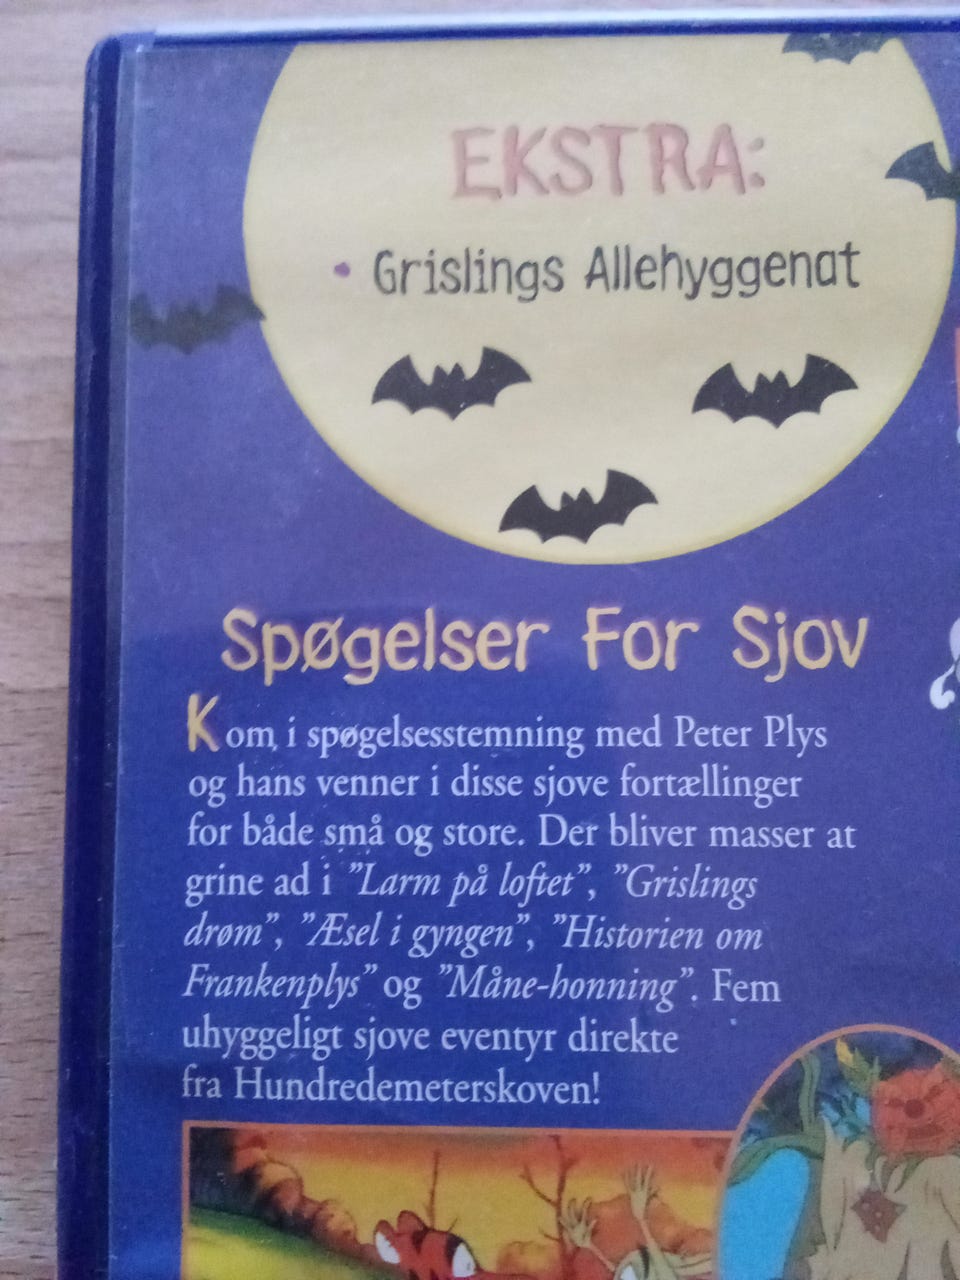 EKSTRA:
• Grislings Allehyggenat
Spøgelser For Sjov
Kom i spøgelsesstemning med Peter Plys
og hans venner i disse sjove fortællinger
for både små og store. Der bliver masser at
grine ad i ”Larm på loftet”, ”Grislings
drøm”, ”Æsel i gyngen”, ”Historien om
Frankenplys” og ”Måne-honning”. Fem
uhyggeligt sjove eventyr direkte
fra Hundredemeterskoven!